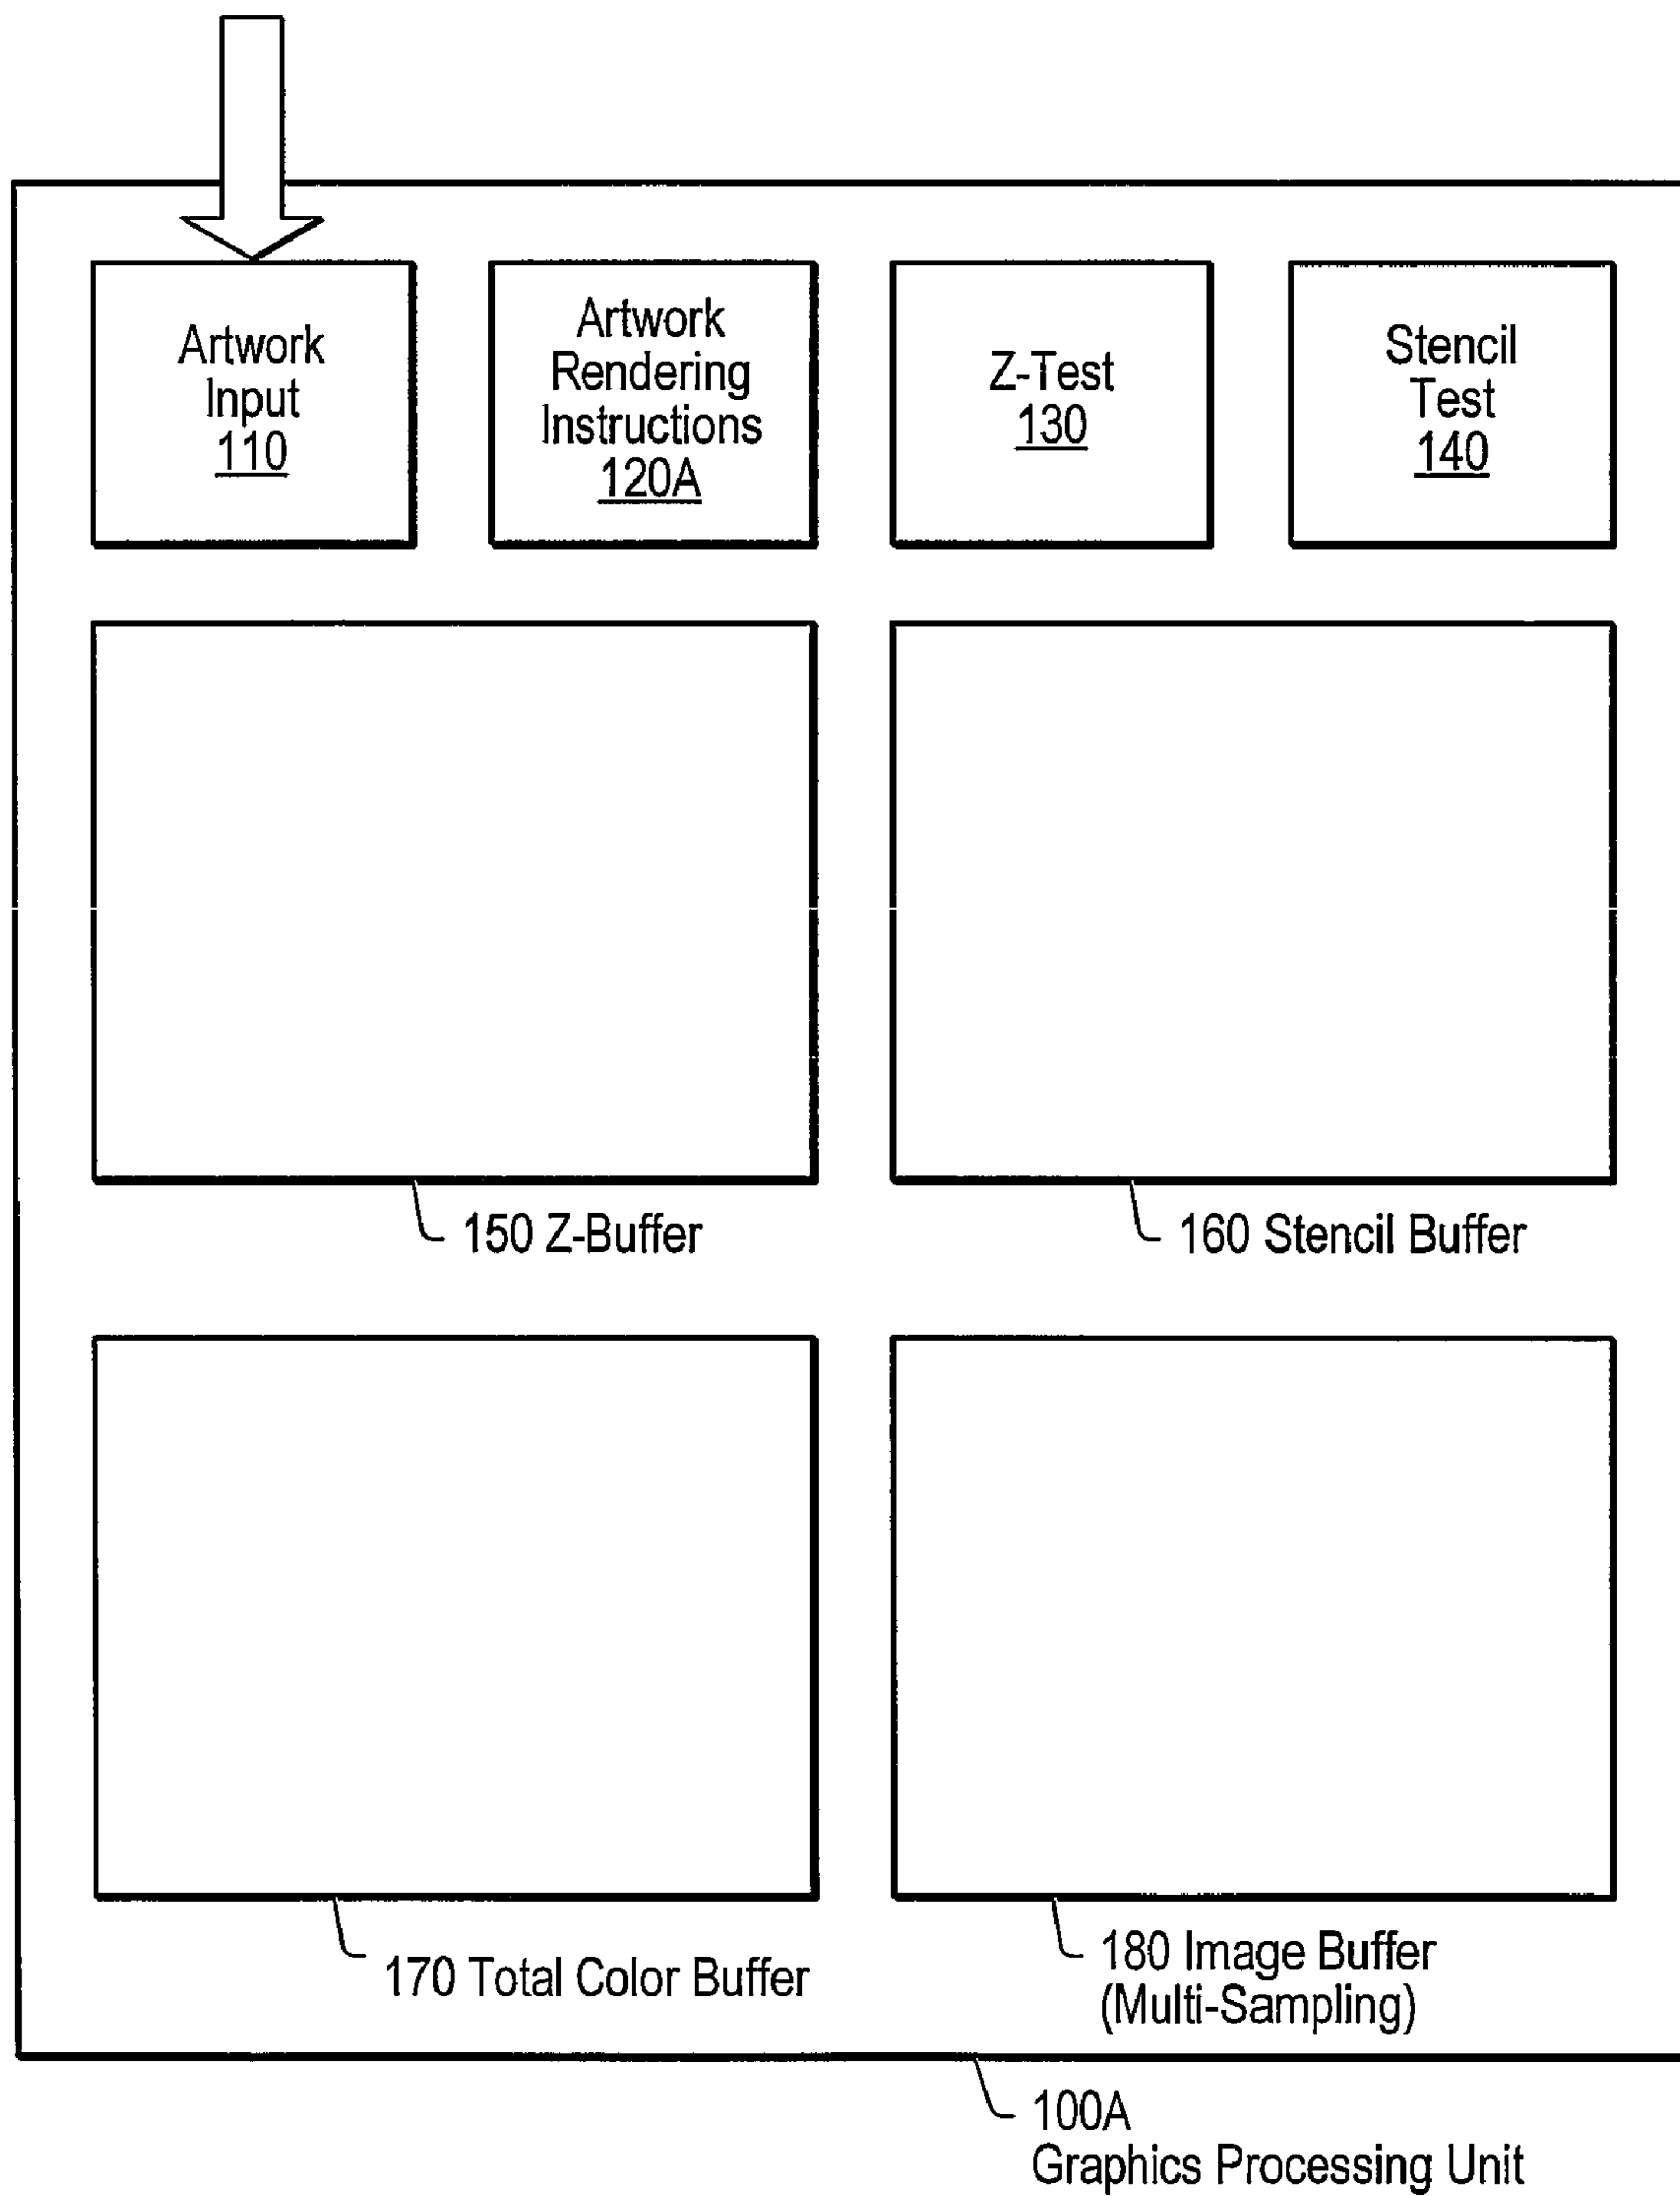 Artwork
Input
110
Artwork
Rendering
Instructions
120A
Z-Test
130
Stencil
Test
140
150 Z-Buffer
160 Stencil Buffer
170 Total Color Buffer
180 Image Buffer
(Multi-Sampling)
100A
Graphics Processing Unit